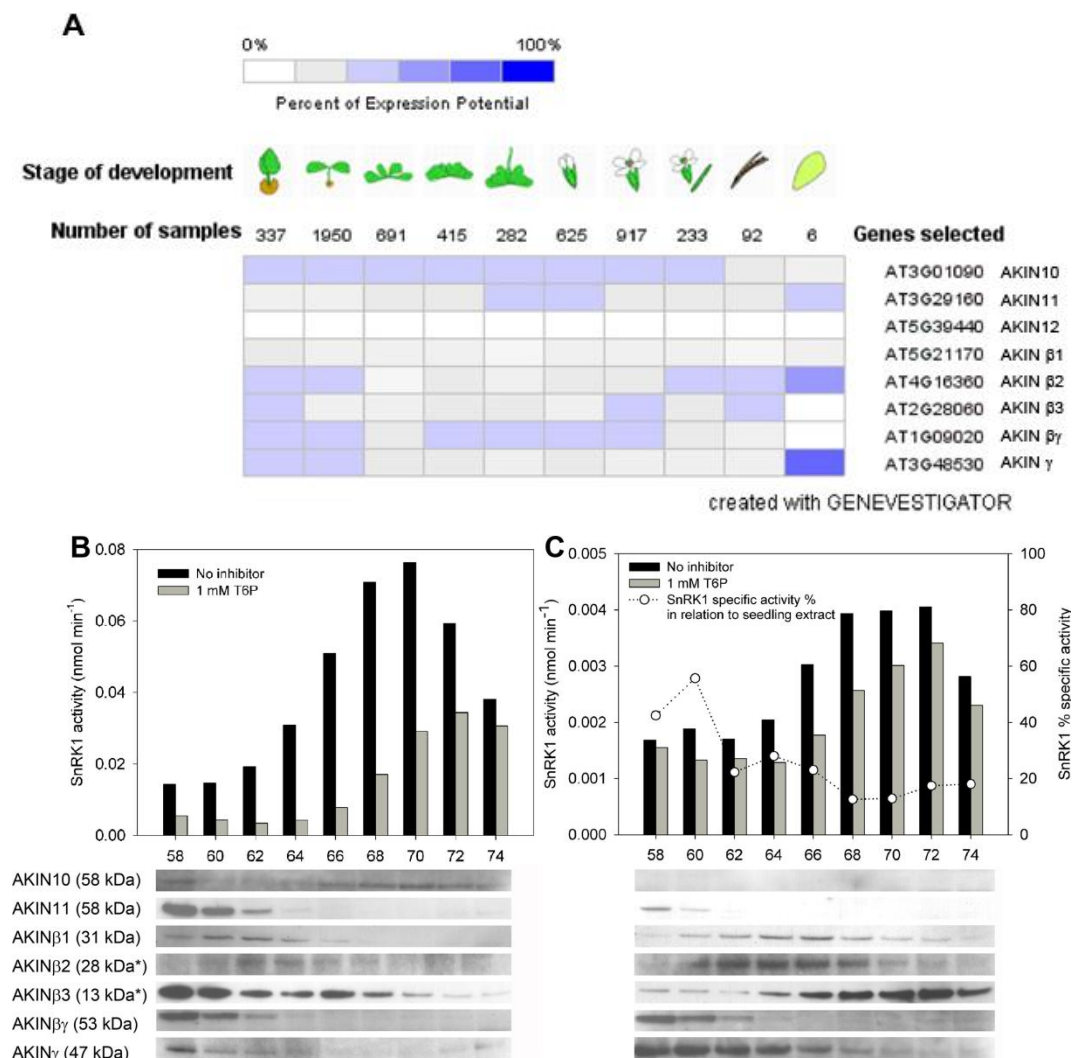 A
0% 100%
Percent of Expression Potential
Stage of development
Number of samples 337 1950 691 415 282 625 917 233 92 6 Genes selected
AT3G01090 AKIN10
AT3G29160 AKIN11
AT5G39440 AKIN12
AT5G21170 AKIN β1
AT4G16360 AKIN β2
AT2G28060 AKIN β3
AT1G09020 AKIN βγ
AT3G48530 AKIN γ
created with GENEVESTIGATOR
B
SnRK1 activity (nmol min⁻¹)
0.08
0.06
0.04
0.02
0.00
No inhibitor
1 mM T6P
58 60 62 64 66 68 70 72 74
C
SnRK1 activity (nmol min⁻¹)
0.005
0.004
0.003
0.002
0.001
0.000
No inhibitor
1 mM T6P
SnRK1 specific activity %
in relation to seedling extract
100
80
60
40
20
0
SnRK1 % specific activity
58 60 62 64 66 68 70 72 74
AKIN10 (58 kDa)
AKIN11 (58 kDa)
AKINβ1 (31 kDa)
AKINβ2 (28 kDa*)
AKINβ3 (13 kDa*)
AKINβγ (53 kDa)
AKINγ (47 kDa)